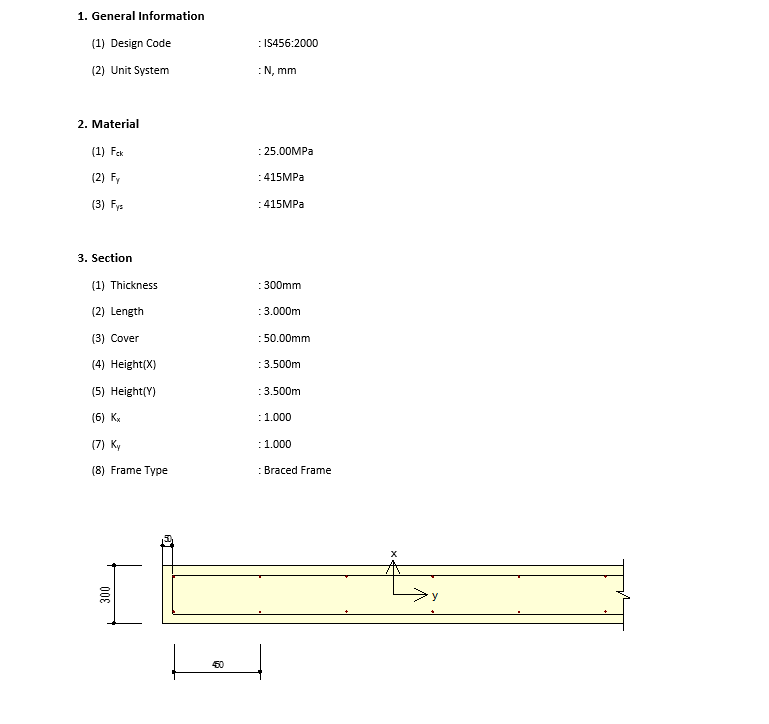 1. General Information
(1) Design Code : IS456:2000
(2) Unit System : N, mm
2. Material
(1) Fck : 25.00MPa
(2) Fy : 415MPa
(3) Fys : 415MPa
3. Section
(1) Thickness : 300mm
(2) Length : 3.000m
(3) Cover : 50.00mm
(4) Height(X) : 3.500m
(5) Height(Y) : 3.500m
(6) Kx : 1.000
(7) Ky : 1.000
(8) Frame Type : Braced Frame
50
x
300
y
450